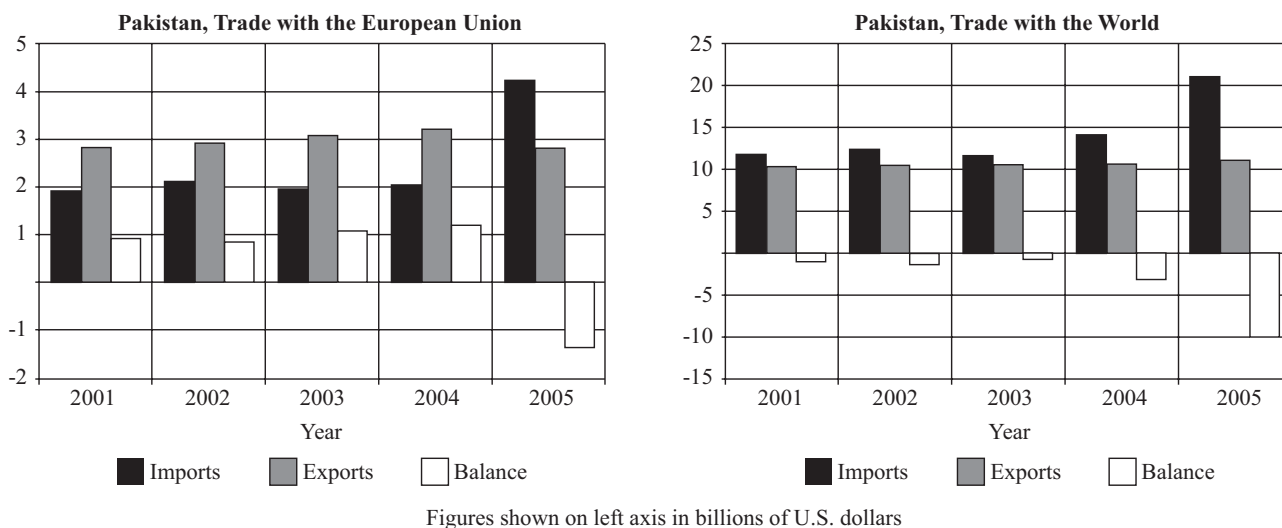 Pakistan, Trade with the European Union
5
4
3
2
1
-1
-2
2001 2002 2003 2004 2005
Year
Imports Exports Balance
Pakistan, Trade with the World
25
20
15
10
5
-5
-10
-15
2001 2002 2003 2004 2005
Year
Imports Exports Balance
Figures shown on left axis in billions of U.S. dollars